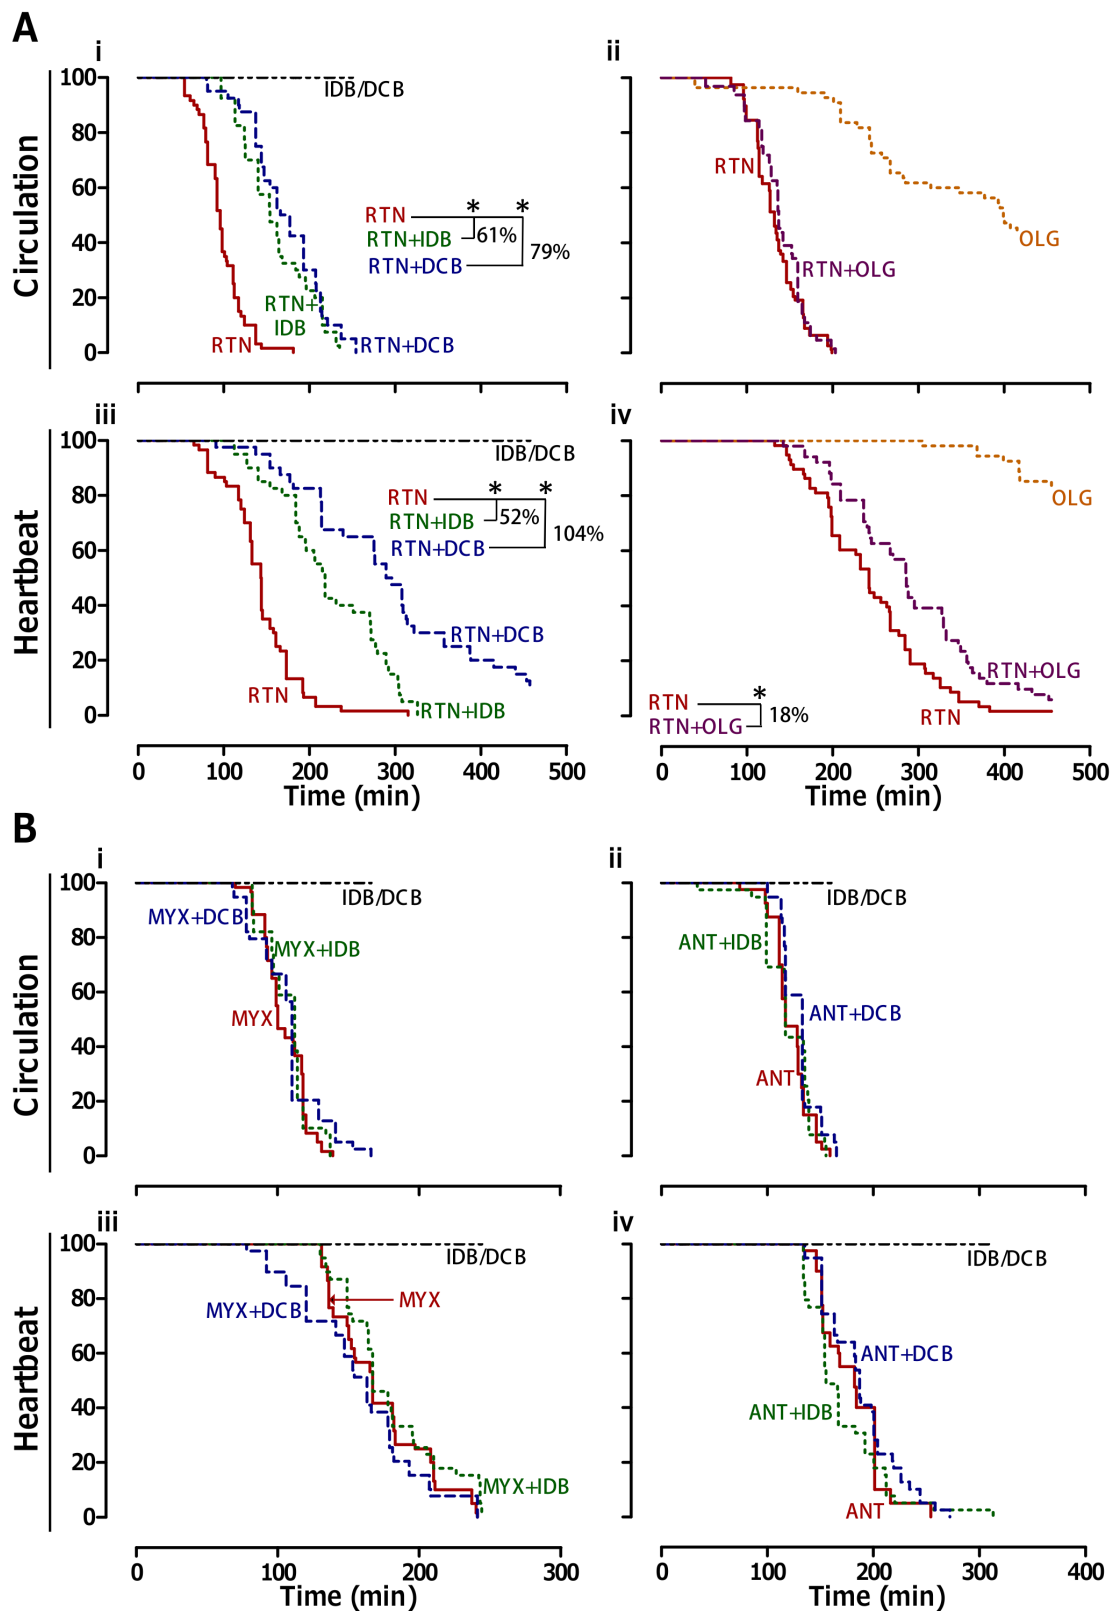 A
i
ii
Circulation
100
80
60
40
20
0
IDB/DCB
RTN
RTN+IDB
RTN+DCB
* *
61%
79%
RTN+
IDB
RTN
RTN+DCB
RTN
RTN+OLG
OLG
iii
iv
Heartbeat
100
80
60
40
20
0
IDB/DCB
RTN
RTN+IDB
RTN+DCB
* *
52%
104%
RTN+DCB
RTN
RTN+IDB
OLG
RTN+OLG
RTN
RTN
RTN+OLG
*
18%
0 100 200 300 400 500
Time (min)
0 100 200 300 400 500
Time (min)
B
i
ii
Circulation
100
80
60
40
20
0
IDB/DCB
MYX+DCB
MYX+IDB
MYX
IDB/DCB
ANT+IDB
ANT+DCB
ANT
iii
iv
Heartbeat
100
80
60
40
20
0
IDB/DCB
MYX
MYX+DCB
MYX+IDB
IDB/DCB
ANT+DCB
ANT+IDB
ANT
0 100 200 300
Time (min)
0 100 200 300 400
Time (min)